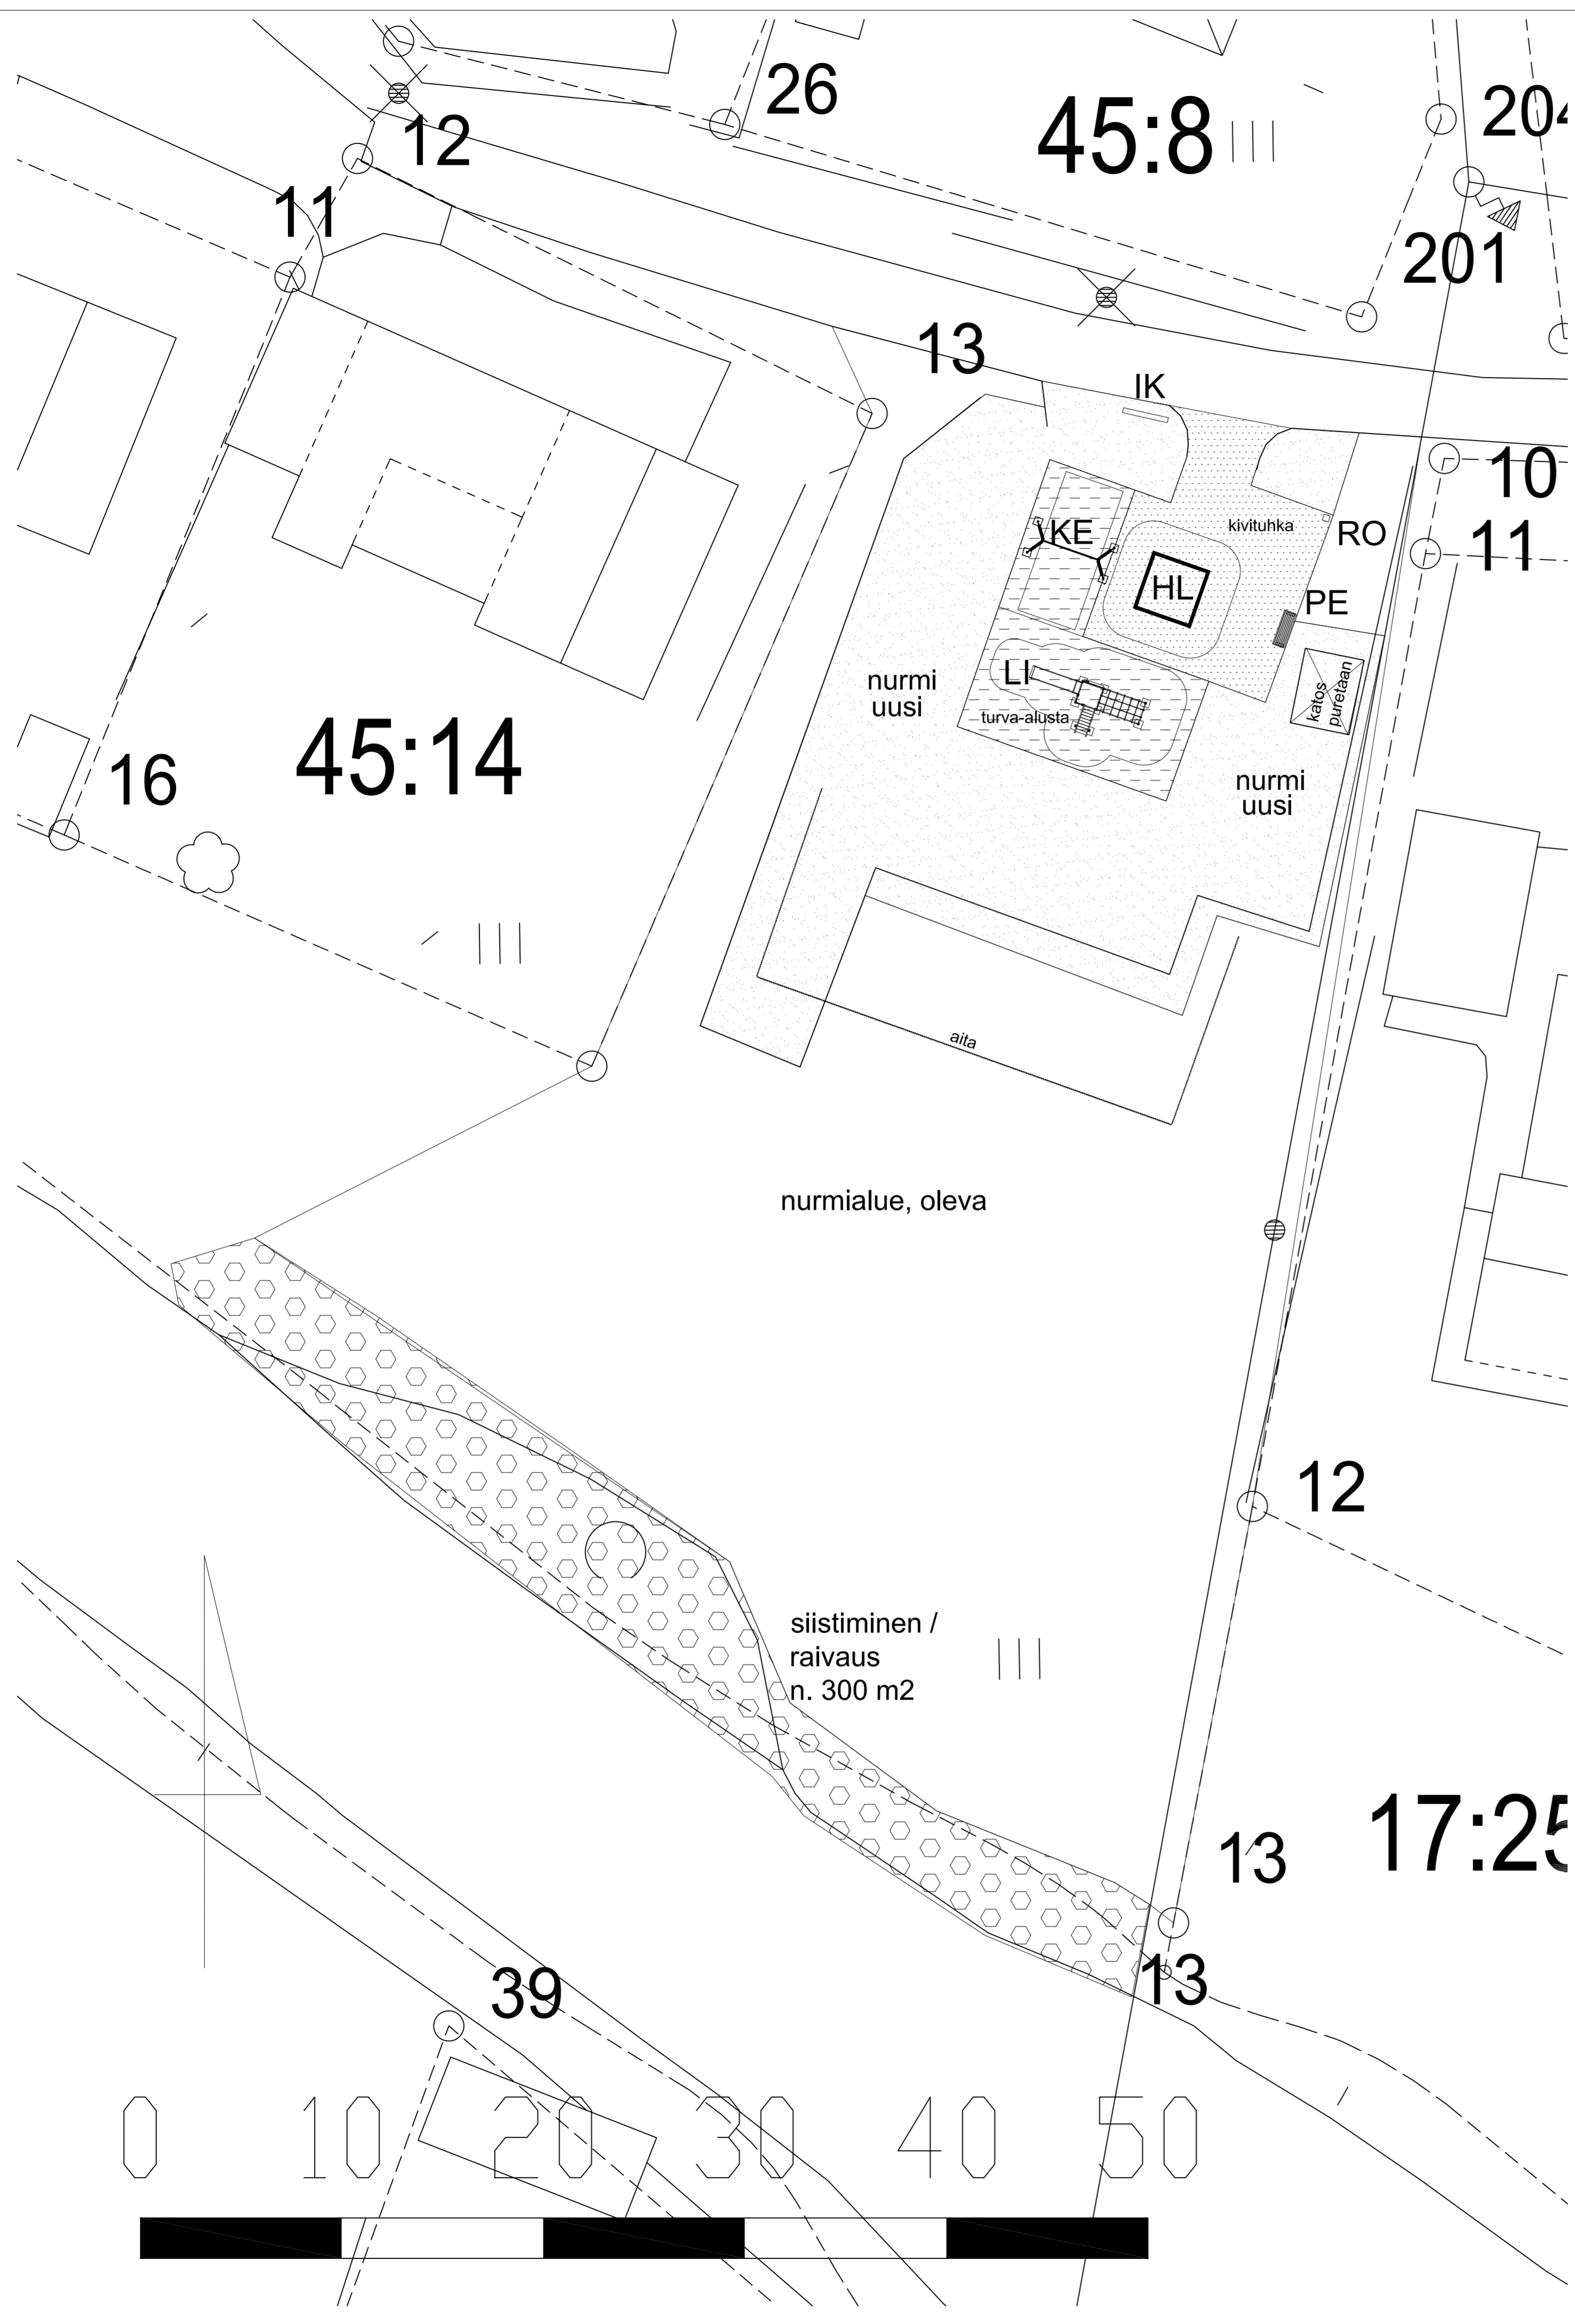 26
45:8
204
12
11
201
13
IK
10
kivituhka
RO
KE
11
HL
PE
LI
nurmi
uusi
katos
puretaan
turva-alusta
45:14
16
nurmi
uusi
aita
nurmialue, oleva
12
siistiminen /
raivaus
n. 300 m2
17:25
13
13
39
0 10 20 30 40 50